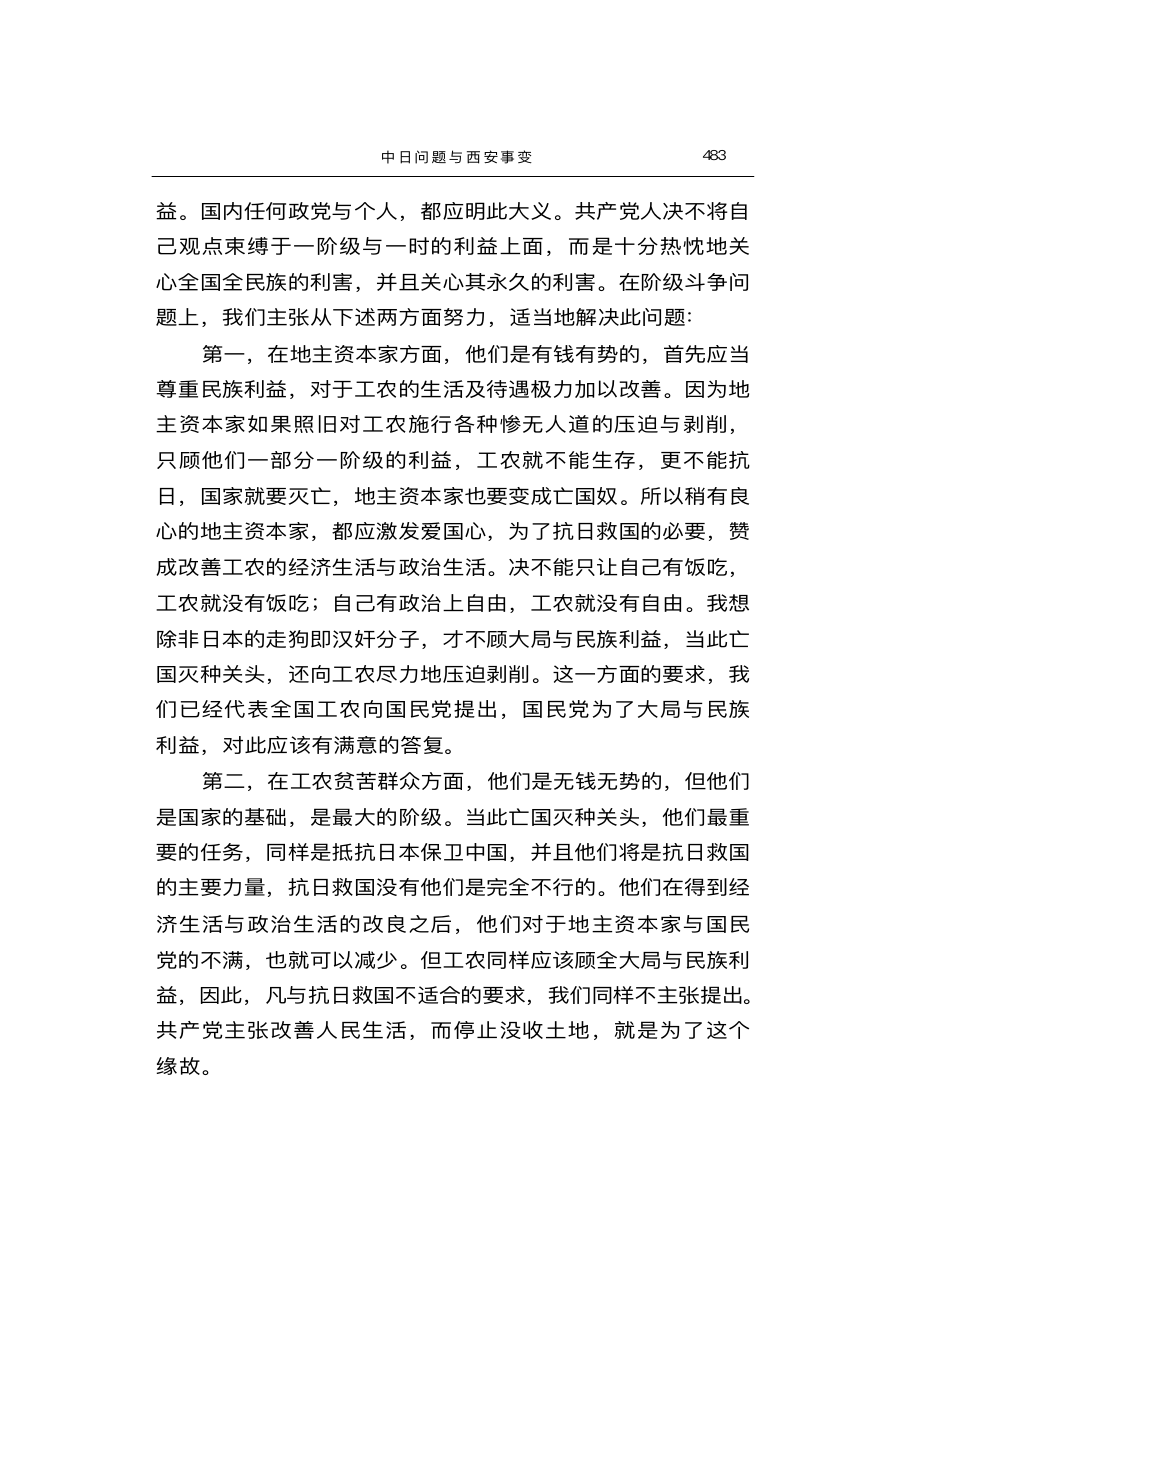 中日问题与西安事变 483
益。国内任何政党与个人，都应明此大义。共产党人决不将自
己观点束缚于一阶级与一时的利益上面，而是十分热忱地关
心全国全民族的利害，并且关心其永久的利害。在阶级斗争问
题上，我们主张从下述两方面努力，适当地解决此问题：
第一，在地主资本家方面，他们是有钱有势的，首先应当
尊重民族利益，对于工农的生活及待遇极力加以改善。因为地
主资本家如果照旧对工农施行各种惨无人道的压迫与剥削，
只顾他们一部分一阶级的利益，工农就不能生存，更不能抗
日，国家就要灭亡，地主资本家也要变成亡国奴。所以稍有良
心的地主资本家，都应激发爱国心，为了抗日救国的必要，赞
成改善工农的经济生活与政治生活。决不能只让自己有饭吃，
工农就没有饭吃；自己有政治上自由，工农就没有自由。我想
除非日本的走狗即汉奸分子，才不顾大局与民族利益，当此亡
国灭种关头，还向工农尽力地压迫剥削。这一方面的要求，我
们已经代表全国工农向国民党提出，国民党为了大局与民族
利益，对此应该有满意的答复。
第二，在工农贫苦群众方面，他们是无钱无势的，但他们
是国家的基础，是最大的阶级。当此亡国灭种关头，他们最重
要的任务，同样是抵抗日本保卫中国，并且他们将是抗日救国
的主要力量，抗日救国没有他们是完全不行的。他们在得到经
济生活与政治生活的改良之后，他们对于地主资本家与国民
党的不满，也就可以减少。但工农同样应该顾全大局与民族利
益，因此，凡与抗日救国不适合的要求，我们同样不主张提出。
共产党主张改善人民生活，而停止没收土地，就是为了这个
缘故。